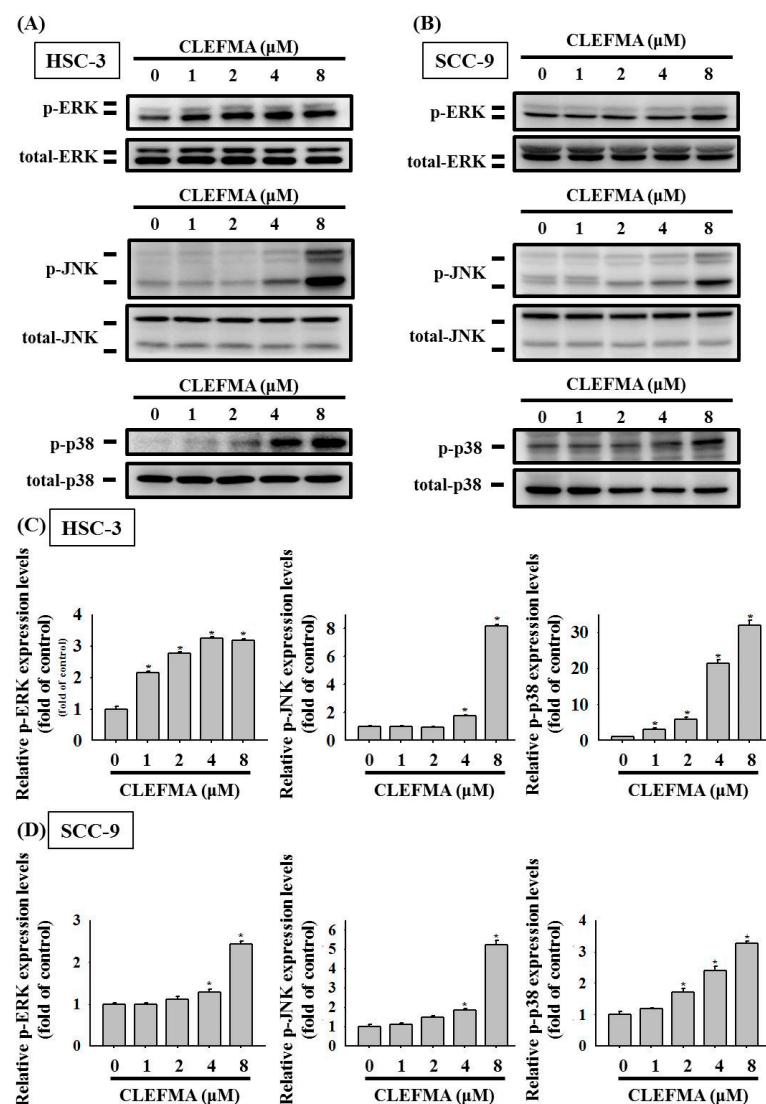 (A)
HSC-3
CLEFMA (μM)
0 1 2 4 8
p-ERK
total-ERK
CLEFMA (μM)
0 1 2 4 8
p-JNK
total-JNK
CLEFMA (μM)
0 1 2 4 8
p-p38
total-p38
(B)
SCC-9
CLEFMA (μM)
0 1 2 4 8
p-ERK
total-ERK
CLEFMA (μM)
0 1 2 4 8
p-JNK
total-JNK
CLEFMA (μM)
0 1 2 4 8
p-p38
total-p38
(C) HSC-3
Relative p-ERK expression levels
(fold of control)
(fold of control)
4
3
2
1
0
* * * *
0 1 2 4 8
CLEFMA (μM)
Relative p-JNK expression levels
(fold of control)
8
6
4
2
0
* *
0 1 2 4 8
CLEFMA (μM)
Relative p-p38 expression levels
(fold of control)
30
20
10
0
* * * *
0 1 2 4 8
CLEFMA (μM)
(D) SCC-9
Relative p-ERK expression levels
(fold of control)
3
2
1
0
* *
0 1 2 4 8
CLEFMA (μM)
Relative p-JNK expression levels
(fold of control)
6
5
4
3
2
1
0
* *
0 1 2 4 8
CLEFMA (μM)
Relative p-p38 expression levels
(fold of control)
4
3
2
1
0
* * *
0 1 2 4 8
CLEFMA (μM)